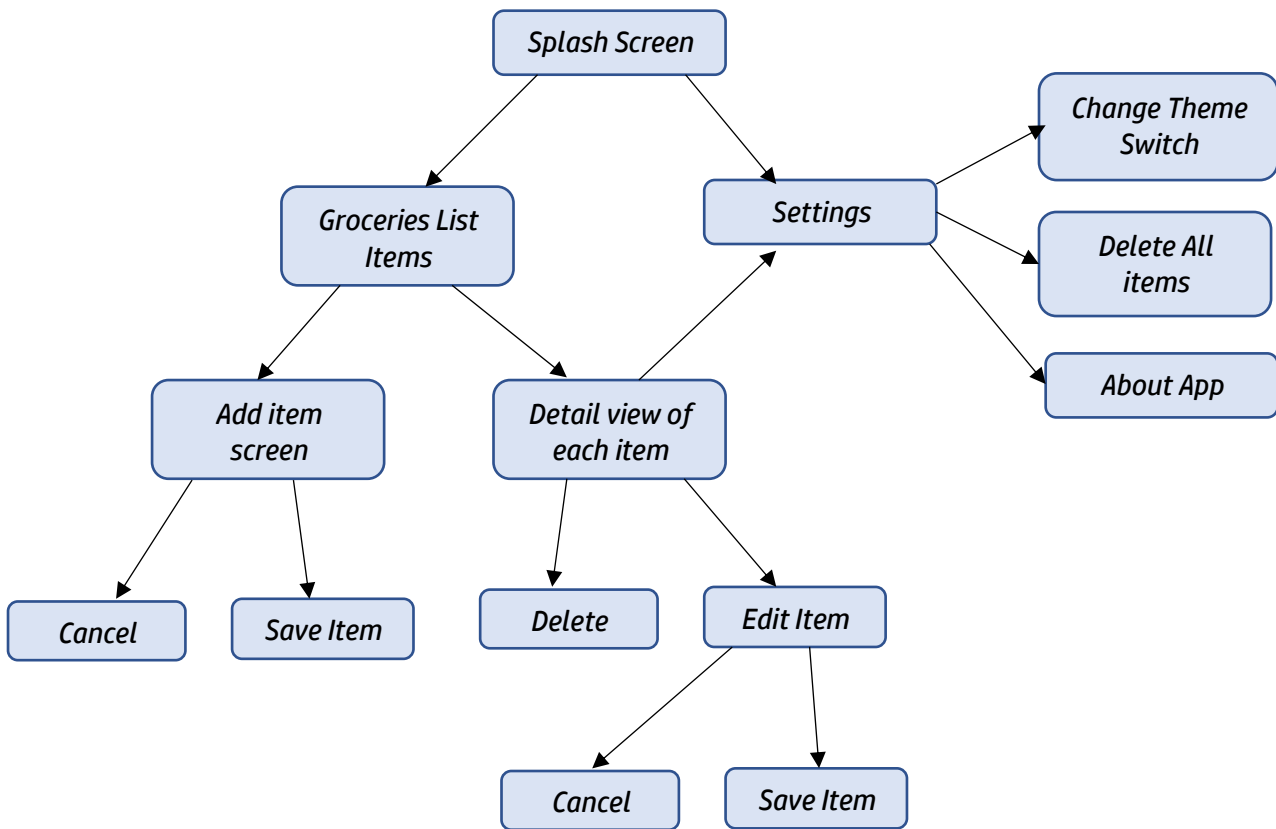 Splash Screen
Change Theme
Switch
Groceries List
Items
Settings
Delete All
items
About App
Add item
screen
Detail view of
each item
Cancel
Save Item
Delete
Edit Item
Cancel
Save Item